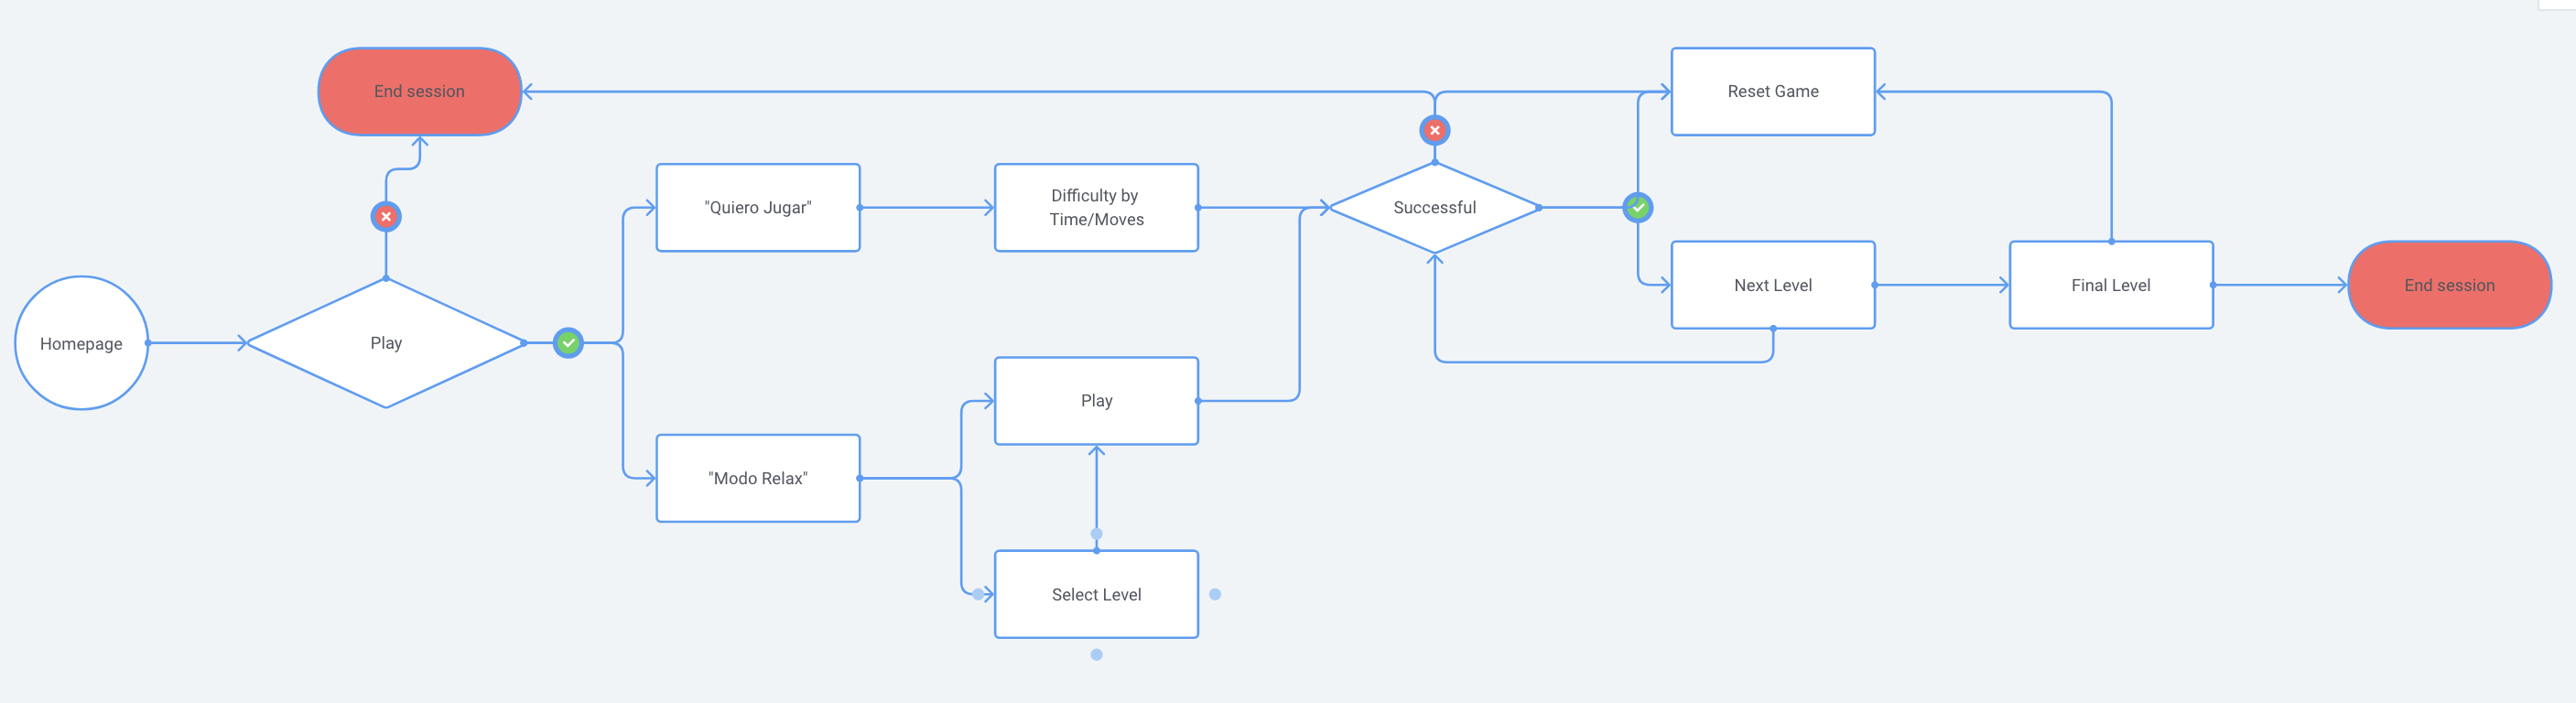 End session
Reset Game
"Quiero Jugar"
Difficulty by
Time/Moves
Successful
Homepage
Play
Next Level
Final Level
End session
Play
"Modo Relax"
Select Level